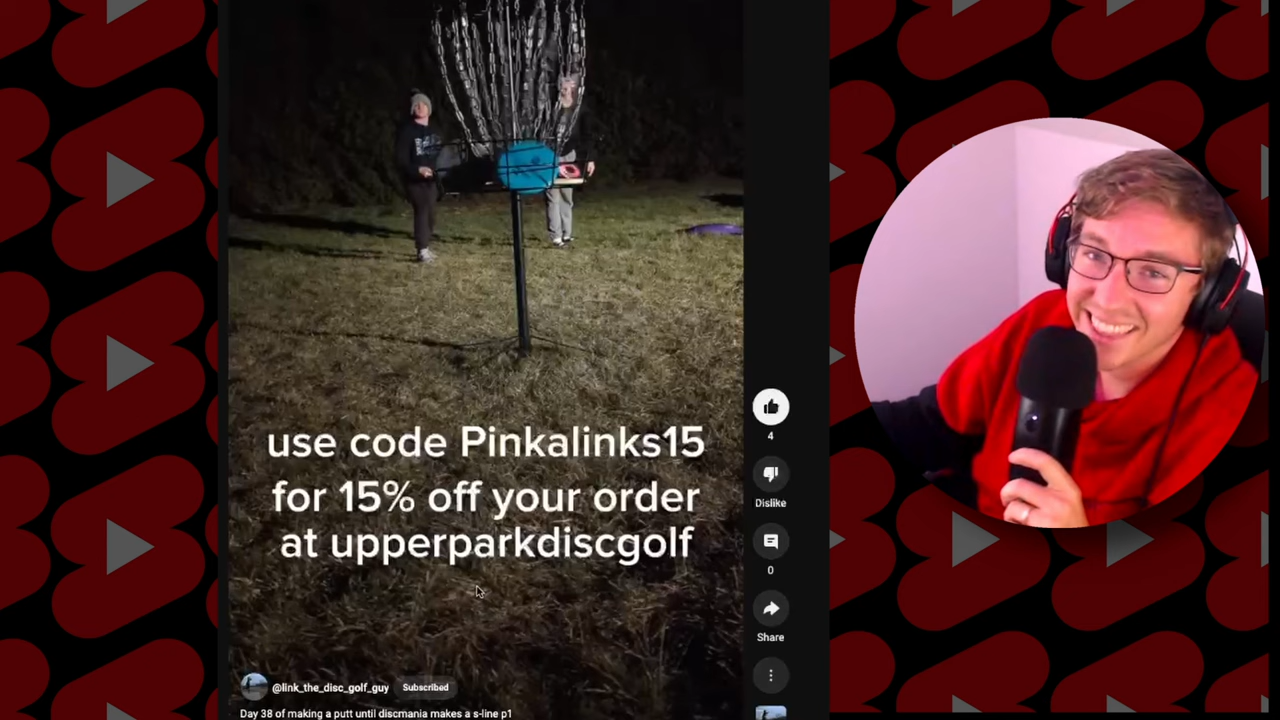 use code Pinkalinks15
for 15% off your order
at upperparkdiscgolf
4
Dislike
0
Share
@link_the_disc_golf_guy Subscribed
Day 38 of making a putt until discmania makes a s-line p1